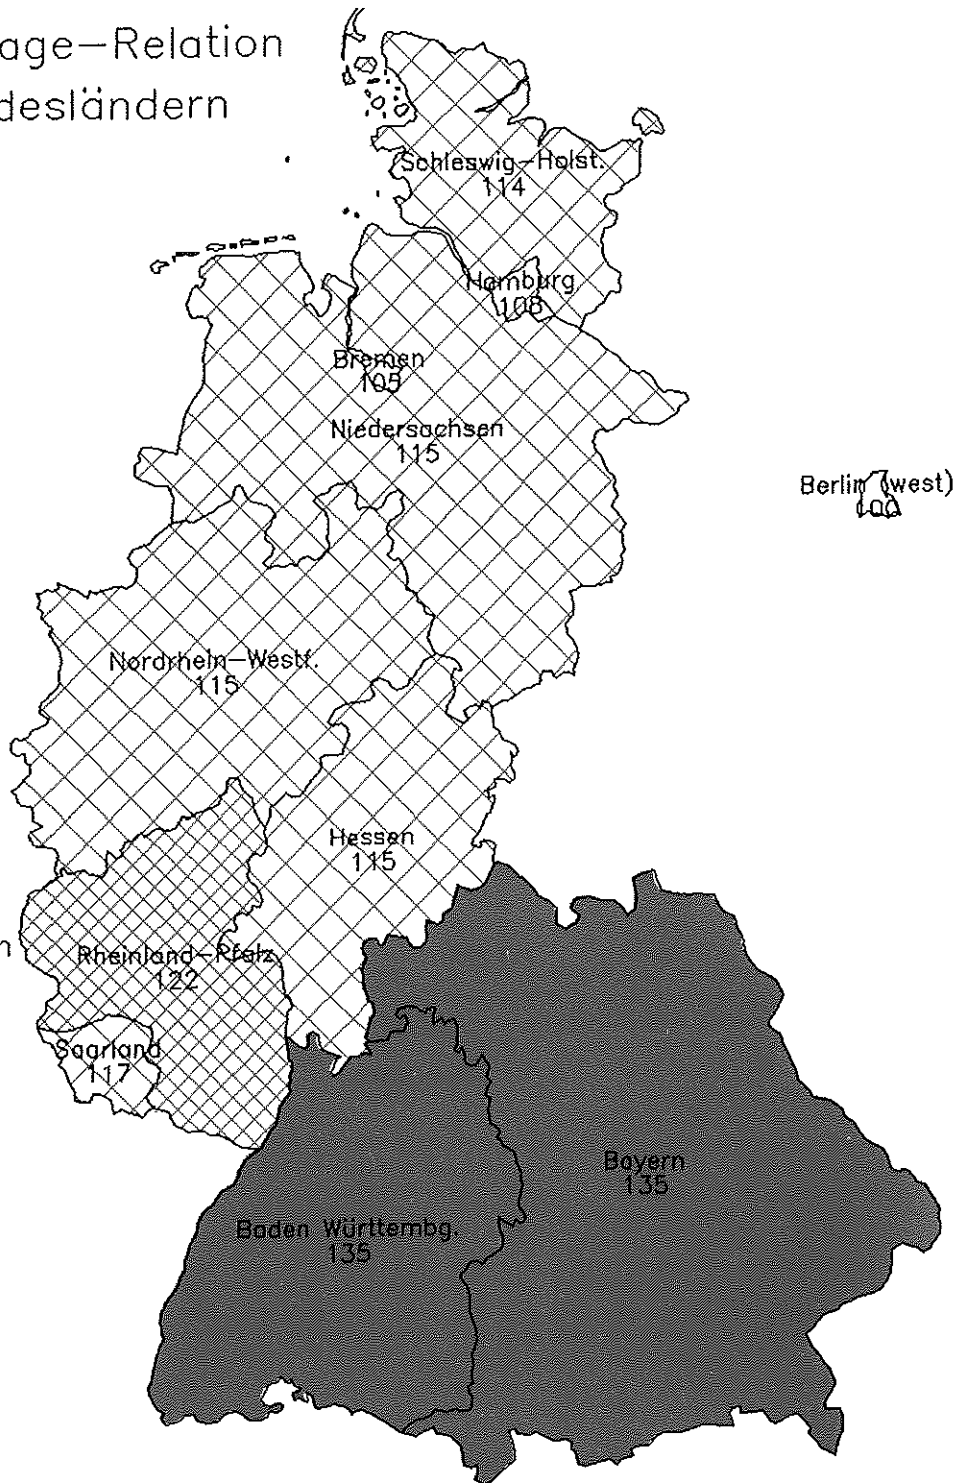 age-Relation
desländern
Schleswig-Holst.
114
Hamburg
108
Bremen
105
Niedersachsen
115
Berlin (west)
100
Nordrhein-Westf.
115
Hessen
115
n
Rheinland-Pfalz
122
Saarland
117
Bayern
135
Baden Württembg.
135